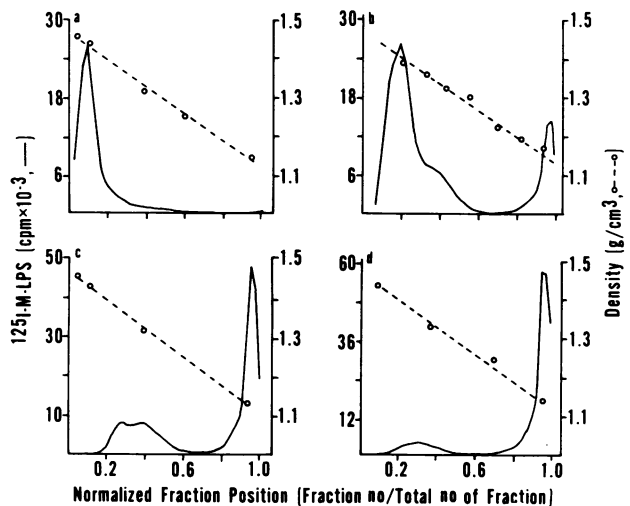 a
30
18
6
1.5
1.3
1.1
b
30
18
6
1.5
1.3
1.1
c
50
30
10
1.5
1.3
1.1
d
60
36
12
1.5
1.3
1.1
0.2 0.6 1.0
0.2 0.6 1.0
125I-M-LPS (cpm×10-3, —)
Density (g/cm3, o---o)
Normalized Fraction Position (Fraction no/Total no of Fraction)